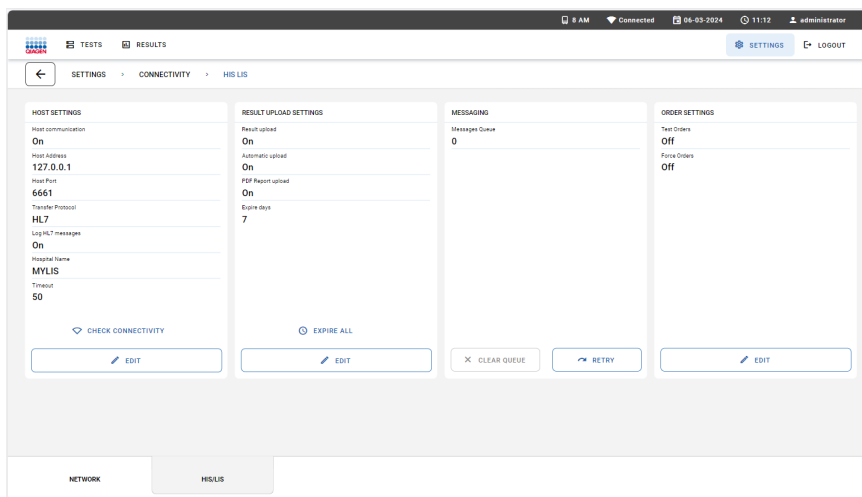 8 AM Connected 06-03-2024 11:12 administrator
QIAGEN TESTS RESULTS SETTINGS LOGOUT
SETTINGS > CONNECTIVITY > HIS LIS
HOST SETTINGS
Host communication
On
Host Address
127.0.0.1
Host Port
6661
Transfer Protocol
HL7
Log HL7 messages
On
Hospital Name
MYLIS
Timeout
50
CHECK CONNECTIVITY
EDIT
RESULT UPLOAD SETTINGS
Result upload
On
Automatic upload
On
PDF Report upload
On
Expire days
7
EXPIRE ALL
EDIT
MESSAGING
Messages Queue
0
CLEAR QUEUE RETRY
ORDER SETTINGS
Test Orders
Off
Force Orders
Off
EDIT
NETWORK HIS/LIS